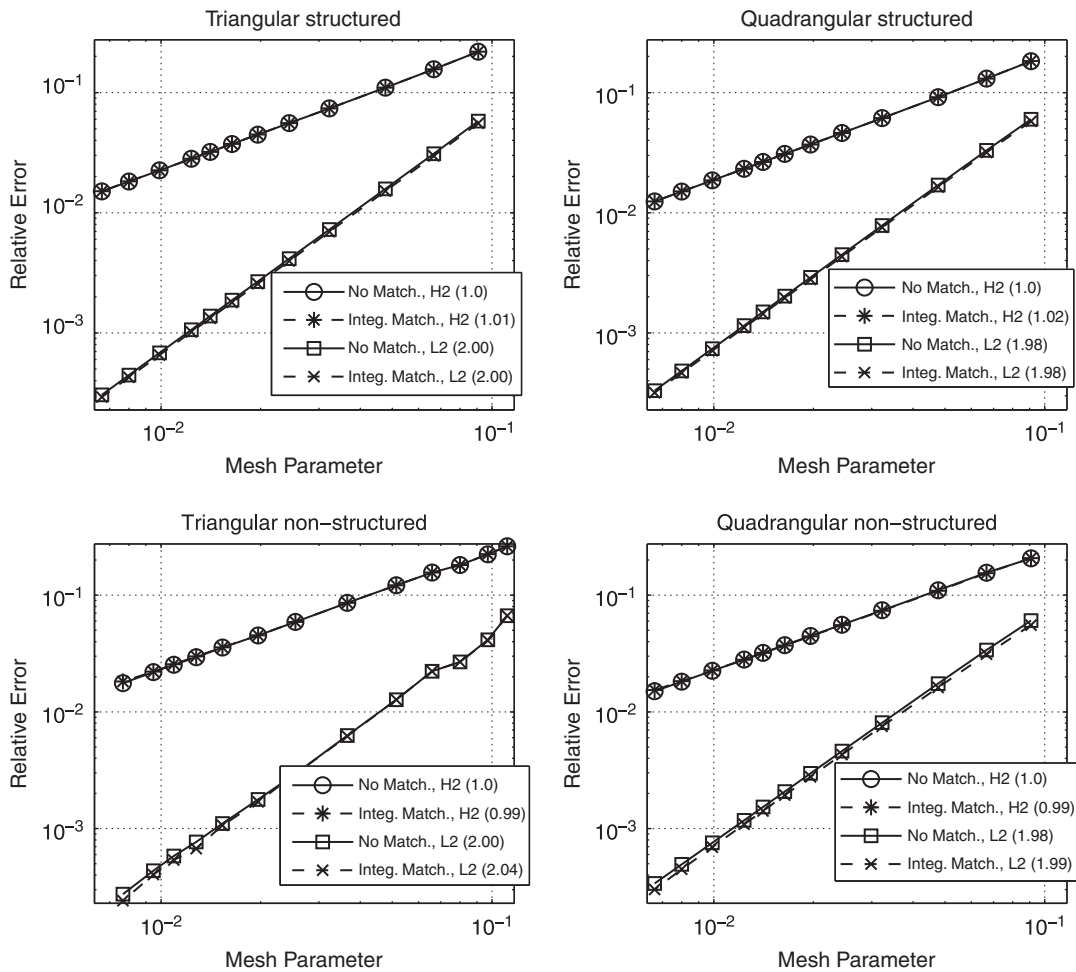 Triangular structured
Relative Error
10⁻¹
10⁻²
10⁻³
No Match., H2 (1.0)
Integ. Match., H2 (1.01)
No Match., L2 (2.00)
Integ. Match., L2 (2.00)
10⁻²
10⁻¹
Mesh Parameter
Quadrangular structured
Relative Error
10⁻¹
10⁻²
10⁻³
No Match., H2 (1.0)
Integ. Match., H2 (1.02)
No Match., L2 (1.98)
Integ. Match., L2 (1.98)
10⁻²
10⁻¹
Mesh Parameter
Triangular non−structured
Relative Error
10⁻¹
10⁻²
10⁻³
No Match., H2 (1.0)
Integ. Match., H2 (0.99)
No Match., L2 (2.00)
Integ. Match., L2 (2.04)
10⁻²
10⁻¹
Mesh Parameter
Quadrangular non−structured
Relative Error
10⁻¹
10⁻²
10⁻³
No Match., H2 (1.0)
Integ. Match., H2 (0.99)
No Match., L2 (1.98)
Integ. Match., L2 (1.99)
10⁻²
10⁻¹
Mesh Parameter